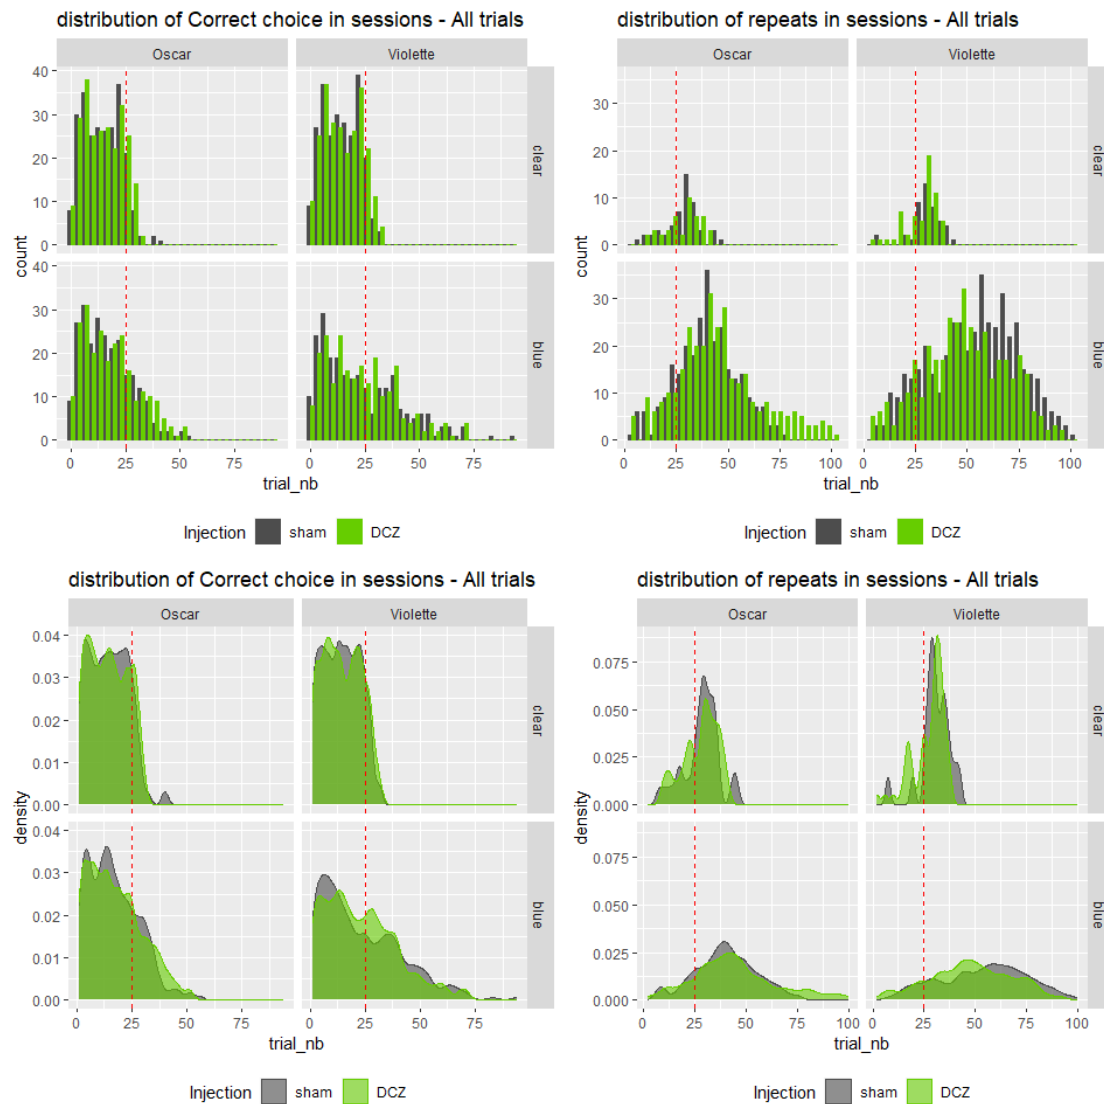 distribution of Correct choice in sessions - All trials
Oscar
Violette
40
30
20
10
0
clear
40
30
20
10
0
blue
count
0
25
50
75
0
25
50
75
trial_nb
Injection
sham
DCZ
distribution of repeats in sessions - All trials
Oscar
Violette
30
20
10
0
clear
30
20
10
0
blue
count
0
25
50
75
100
0
25
50
75
100
trial_nb
Injection
sham
DCZ
distribution of Correct choice in sessions - All trials
Oscar
Violette
0.04
0.03
0.02
0.01
0.00
clear
0.04
0.03
0.02
0.01
0.00
blue
density
0
25
50
75
0
25
50
75
trial_nb
Injection
sham
DCZ
distribution of repeats in sessions - All trials
Oscar
Violette
0.075
0.050
0.025
0.000
clear
0.075
0.050
0.025
0.000
blue
density
0
25
50
75
100
0
25
50
75
100
trial_nb
Injection
sham
DCZ